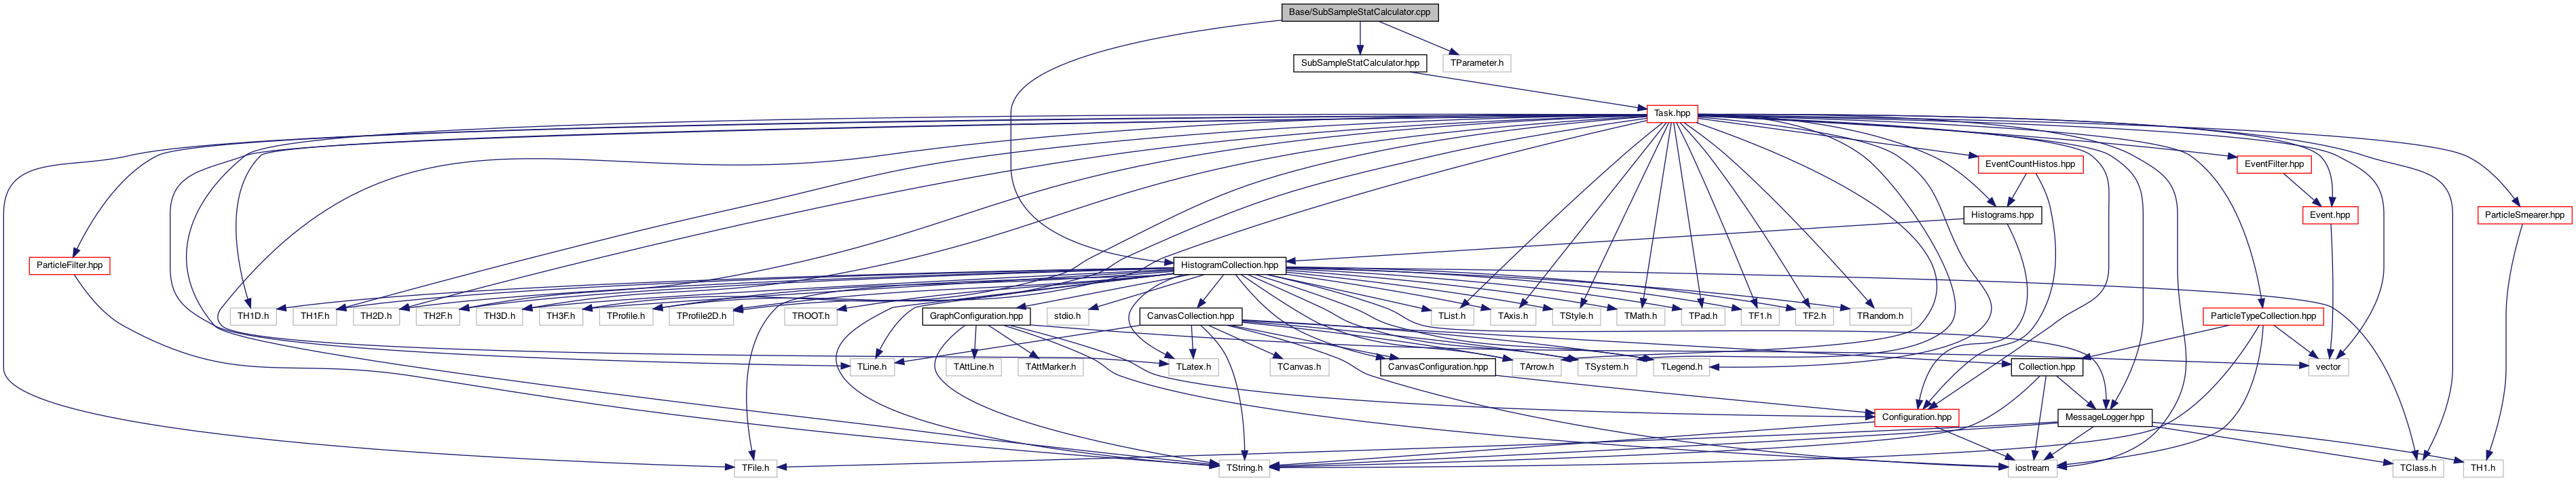 Base/SubSampleStatCalculator.cpp
SubSampleStatCalculator.hpp
TParameter.h
Task.hpp
EventCountHistos.hpp
EventFilter.hpp
Histograms.hpp
Event.hpp
ParticleSmearer.hpp
ParticleFilter.hpp
HistogramCollection.hpp
TH1D.h
TH1F.h
TH2D.h
TH2F.h
TH3D.h
TH3F.h
TProfile.h
TProfile2D.h
TROOT.h
GraphConfiguration.hpp
stdio.h
CanvasCollection.hpp
TList.h
TAxis.h
TStyle.h
TMath.h
TPad.h
TF1.h
TF2.h
TRandom.h
ParticleTypeCollection.hpp
TLine.h
TAttLine.h
TAttMarker.h
TLatex.h
TCanvas.h
CanvasConfiguration.hpp
TArrow.h
TSystem.h
TLegend.h
Collection.hpp
vector
Configuration.hpp
MessageLogger.hpp
TFile.h
TString.h
iostream
TClass.h
TH1.h